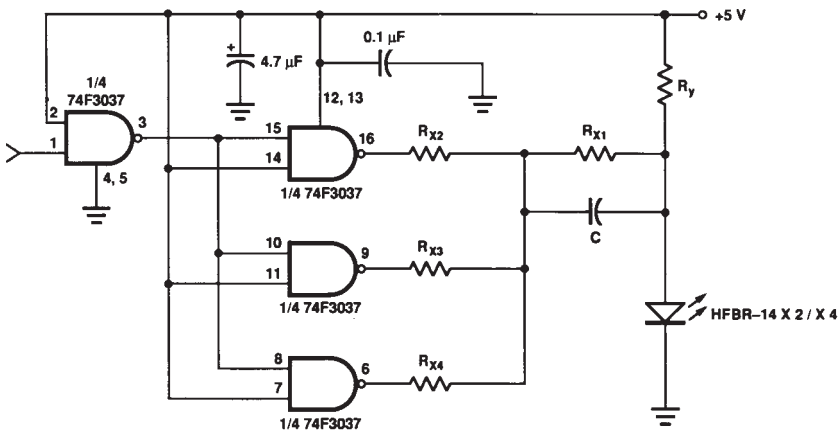 +5 V
0.1 µF
+
4.7 µF
1/4
74F3037
12, 13
Ry
2
3
1
15
16
RX2
RX1
14
4, 5
1/4 74F3037
C
10
9
RX3
11
1/4 74F3037
HFBR–14 X 2 / X 4
8
6
RX4
7
1/4 74F3037